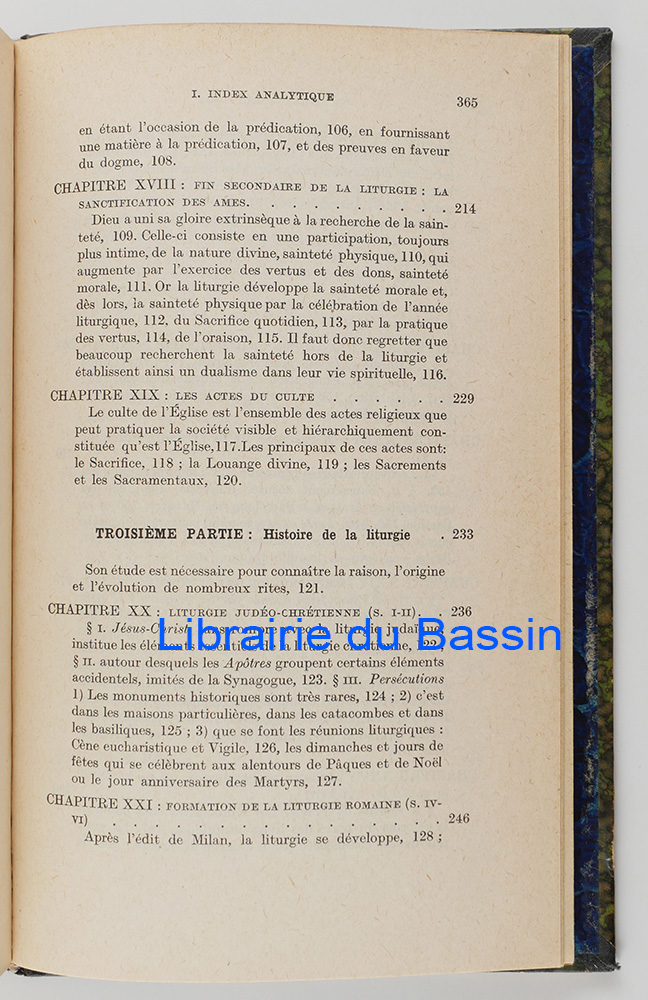 I. INDEX ANALYTIQUE 365
en étant l'occasion de la prédication, 106, en fournissant
une matière à la prédication, 107, et des preuves en faveur
du dogme, 108.
CHAPITRE XVIII : FIN SECONDAIRE DE LA LITURGIE : LA
SANCTIFICATION DES AMES. . . . . . . . . . 214
Dieu a uni sa gloire extrinsèque à la recherche de la sain-
teté, 109. Celle-ci consiste en une participation, toujours
plus intime, de la nature divine, sainteté physique, 110, qui
augmente par l'exercice des vertus et des dons, sainteté
morale, 111. Or la liturgie développe la sainteté morale et,
dès lors, la sainteté physique par la célébration de l'année
liturgique, 112, du Sacrifice quotidien, 113, par la pratique
des vertus, 114, de l'oraison, 115. Il faut donc regretter que
beaucoup recherchent la sainteté hors de la liturgie et
établissent ainsi un dualisme dans leur vie spirituelle, 116.
CHAPITRE XIX : LES ACTES DU CULTE . . . . . . 229
Le culte de l'Église est l'ensemble des actes religieux que
peut pratiquer la société visible et hiérarchiquement con-
stituée qu'est l'Église, 117. Les principaux de ces actes sont:
le Sacrifice, 118 ; la Louange divine, 119 ; les Sacrements
et les Sacramentaux, 120.
TROISIÈME PARTIE : Histoire de la liturgie . 233
Son étude est nécessaire pour connaître la raison, l'origine
et l'évolution de nombreux rites, 121.
CHAPITRE XX : LITURGIE JUDÉO-CHRÉTIENNE (S. I-II). . 236
§ I. Jésus-Christ, sans rompre avec la liturgie judaïque,
Librairie du Bassin
institue les éléments essentiels de la liturgie chrétienne, 122
§ II. autour desquels les Apôtres groupent certains éléments
accidentels, imités de la Synagogue, 123. § III. Persécutions
1) Les monuments historiques sont très rares, 124 ; 2) c'est
dans les maisons particulières, dans les catacombes et dans
les basiliques, 125 ; 3) que se font les réunions liturgiques :
Cène eucharistique et Vigile, 126, les dimanches et jours de
fêtes qui se célèbrent aux alentours de Pâques et de Noël
ou le jour anniversaire des Martyrs, 127.
CHAPITRE XXI : FORMATION DE LA LITURGIE ROMAINE (S. IV-
VI) . . . . . . . . . . . . . . . 246
Après l'édit de Milan, la liturgie se développe, 128 ;